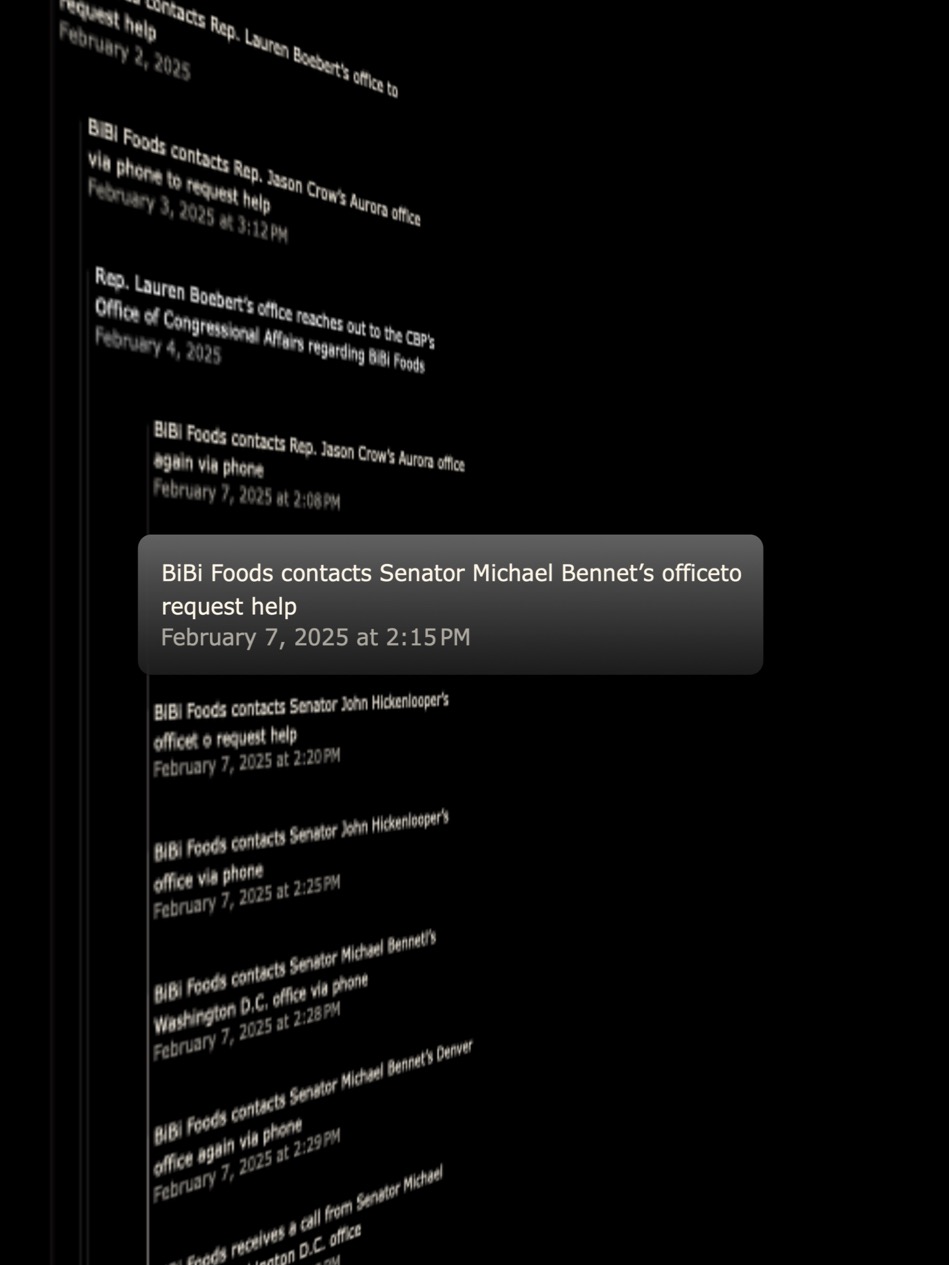 contacts Rep. Lauren Boebert's office to
request help
February 2, 2025
BiBi Foods contacts Rep. Jason Crow's Aurora office
via phone to request help
February 3, 2025 at 3:12 PM
Rep. Lauren Boebert's office reaches out to the CBP's
Office of Congressional Affairs regarding BiBi Foods
February 4, 2025
BiBi Foods contacts Rep. Jason Crow's Aurora office
again via phone
February 7, 2025 at 2:08 PM
BiBi Foods contacts Senator Michael Bennet’s officeto
request help
February 7, 2025 at 2:15 PM
BiBi Foods contacts Senator John Hickenlooper's
officet o request help
February 7, 2025 at 2:20 PM
BiBi Foods contacts Senator John Hickenlooper's
office via phone
February 7, 2025 at 2:25 PM
BiBi Foods contacts Senator Michael Bennett's
Washington D.C. office via phone
February 7, 2025 at 2:28 PM
BiBi Foods contacts Senator Michael Bennet's Denver
office again via phone
February 7, 2025 at 2:29 PM
Foods receives a call from Senator Michael
D.C. office